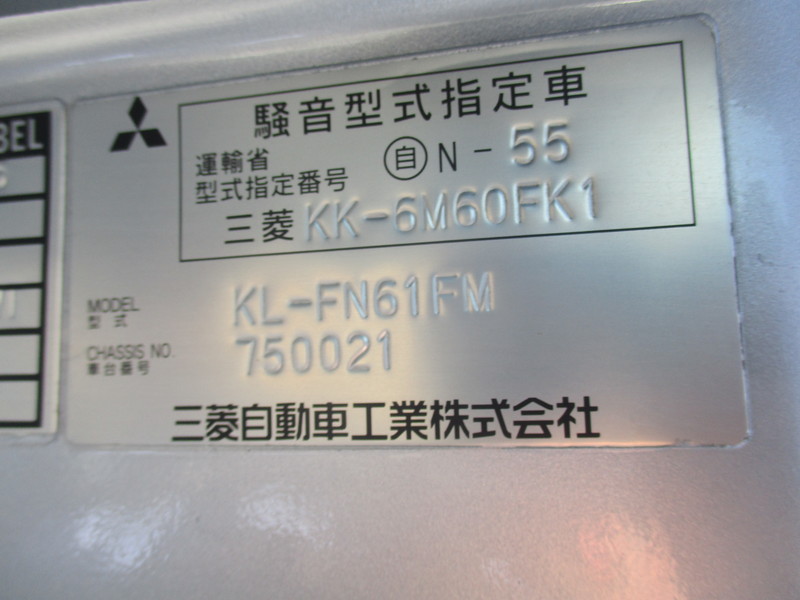 騒音型式指定車
運輸省
型式指定番号
自 N - 55
三菱 KK-6M60FK1
MODEL
型式
KL-FN61FM
CHASSIS NO.
車台番号
750021
三菱自動車工業株式会社
BEL